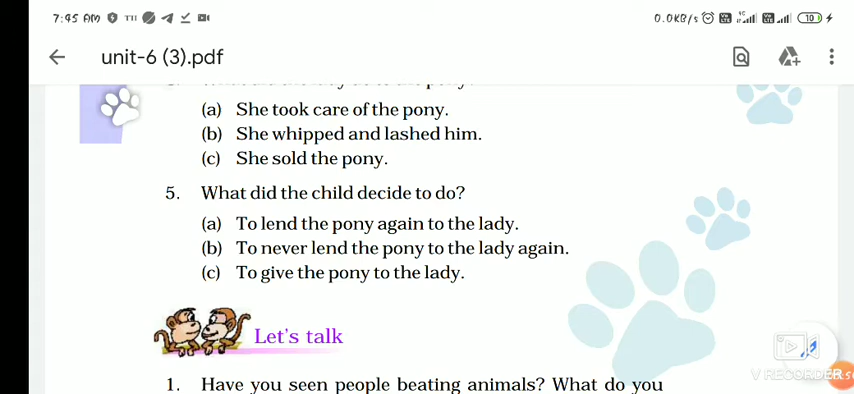 7:45 AM
0.0KB/s
10
unit-6 (3).pdf
(a) She took care of the pony.
(b) She whipped and lashed him.
(c) She sold the pony.
5. What did the child decide to do?
(a) To lend the pony again to the lady.
(b) To never lend the pony to the lady again.
(c) To give the pony to the lady.
Let's talk
V RECORDER
1. Have you seen people beating animals? What do you